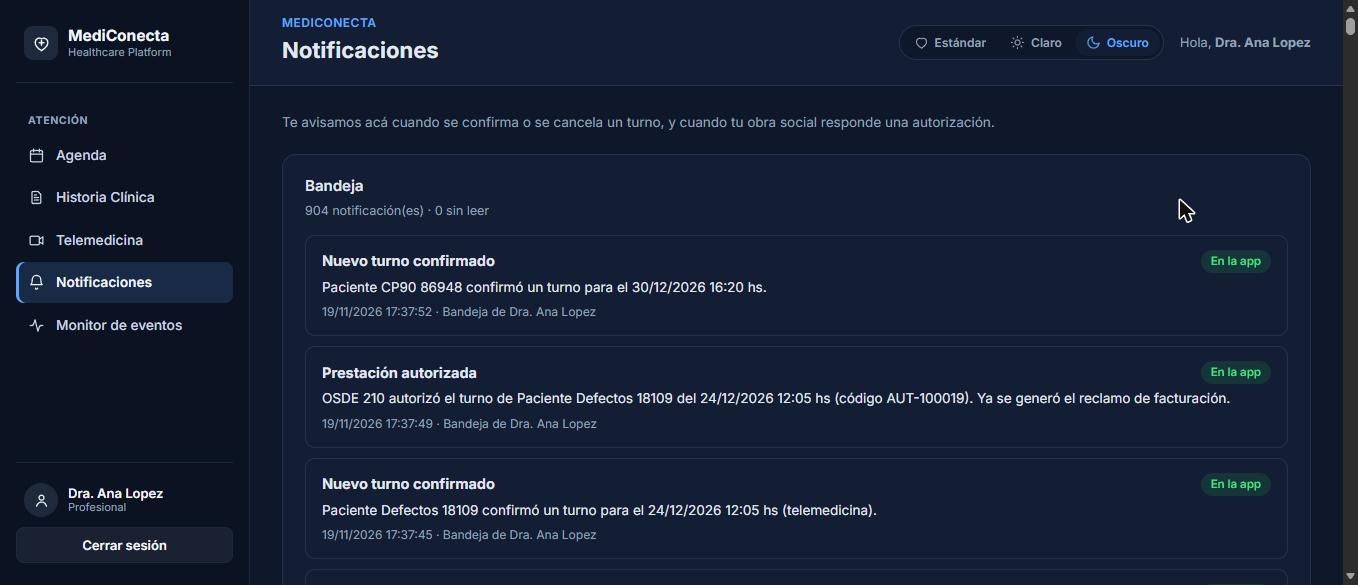 MediConecta
Healthcare Platform
ATENCIÓN
Agenda
Historia Clínica
Telemedicina
Notificaciones
Monitor de eventos
Dra. Ana Lopez
Profesional
Cerrar sesión
MEDICONECTA
Notificaciones
Estándar Claro Oscuro Hola, Dra. Ana Lopez
Te avisamos acá cuando se confirma o se cancela un turno, y cuando tu obra social responde una autorización.
Bandeja
904 notificación(es) · 0 sin leer
Nuevo turno confirmado En la app
Paciente CP90 86948 confirmó un turno para el 30/12/2026 16:20 hs.
19/11/2026 17:37:52 · Bandeja de Dra. Ana Lopez
Prestación autorizada En la app
OSDE 210 autorizó el turno de Paciente Defectos 18109 del 24/12/2026 12:05 hs (código AUT-100019). Ya se generó el reclamo de facturación.
19/11/2026 17:37:49 · Bandeja de Dra. Ana Lopez
Nuevo turno confirmado En la app
Paciente Defectos 18109 confirmó un turno para el 24/12/2026 12:05 hs (telemedicina).
19/11/2026 17:37:45 · Bandeja de Dra. Ana Lopez